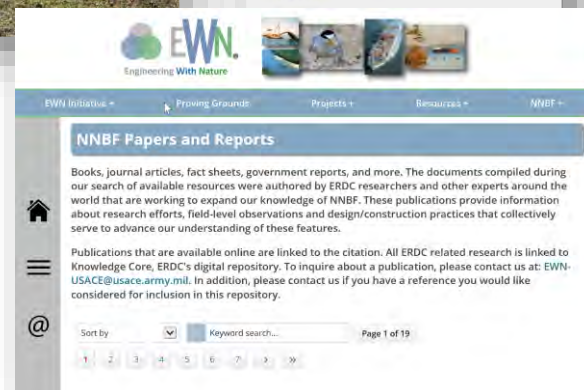 EWN®
Engineering With Nature
EWN Initiative + Proving Grounds Projects + Resources + NNBF +
NNBF Papers and Reports
Books, journal articles, fact sheets, government reports, and more. The documents compiled during
our search of available resources were authored by ERDC researchers and other experts around the
world that are working to expand our knowledge of NNBF. These publications provide information
about research efforts, field-level observations and design/construction practices that collectively
serve to advance our understanding of these features.
Publications that are available online are linked to the citation. All ERDC related research is linked to
Knowledge Core, ERDC's digital repository. To inquire about a publication, please contact us at: EWN-
USACE@usace.army.mil. In addition, please contact us if you have a reference you would like
considered for inclusion in this repository.
@
Sort by Keyword search... Page 1 of 19
1 2 3 4 5 6 7 > »